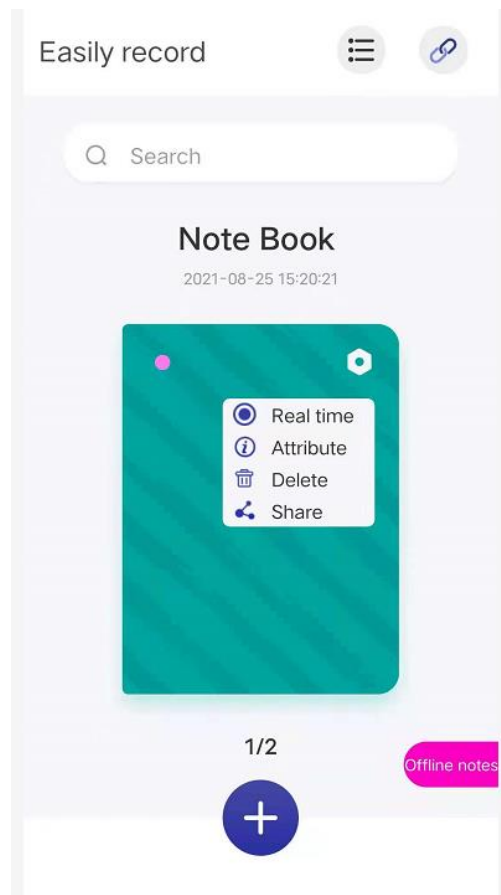 Easily record
Search
Note Book
2021-08-25 15:20:21
Real time
Attribute
Delete
Share
1/2
Offline notes